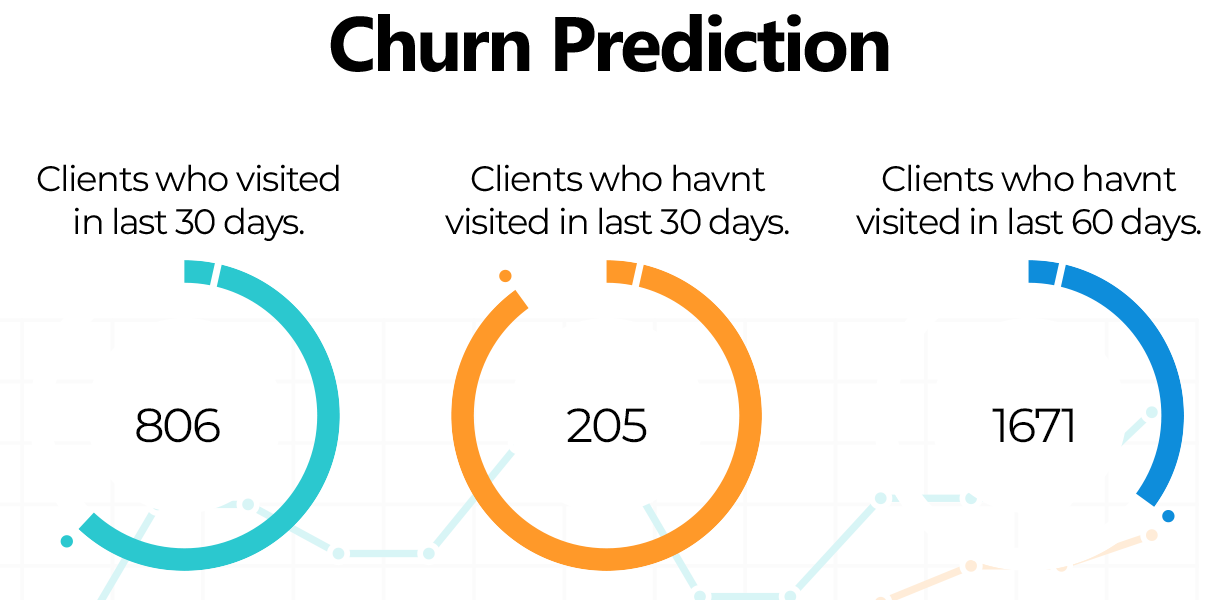 Churn Prediction
Clients who visited
in last 30 days.
Clients who havnt
visited in last 30 days.
Clients who havnt
visited in last 60 days.
806
205
1671